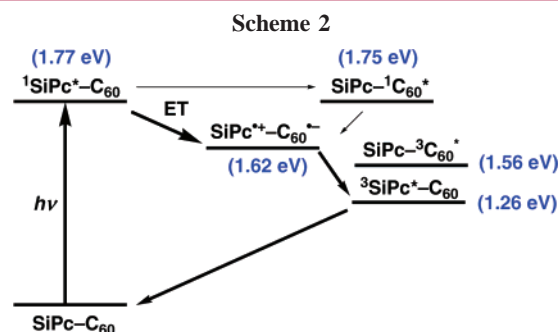 Scheme 2
(1.77 eV)
¹SiPc*–C₆₀
(1.75 eV)
SiPc–¹C₆₀*
ET
SiPc•⁺–C₆₀•⁻
(1.62 eV)
SiPc–³C₆₀*
(1.56 eV)
³SiPc*–C₆₀
(1.26 eV)
hν
SiPc–C₆₀